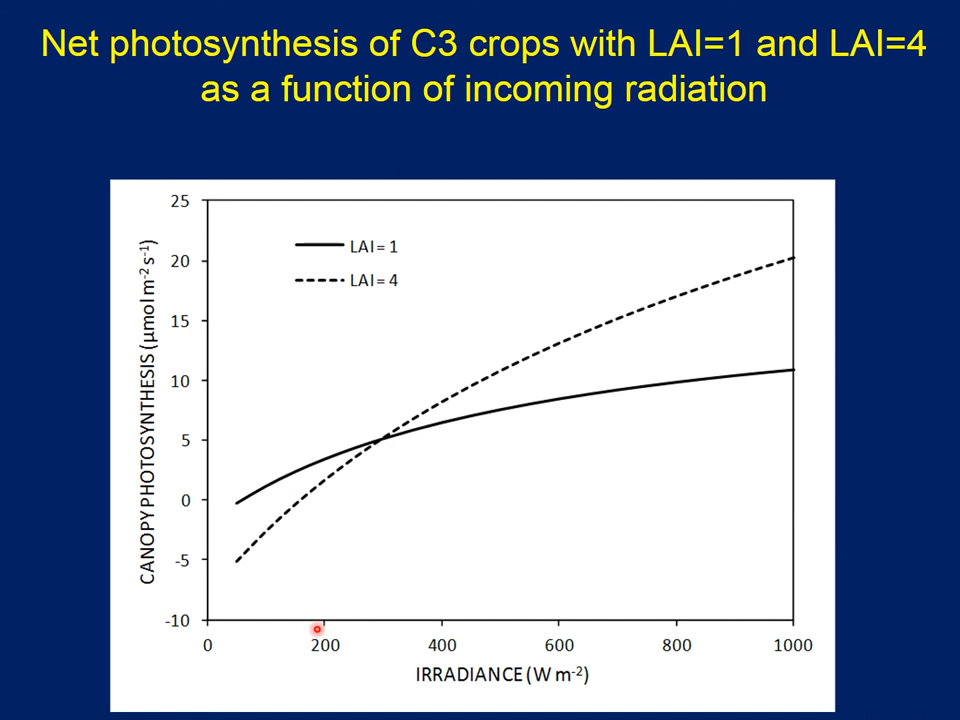 Net photosynthesis of C3 crops with LAI=1 and LAI=4
as a function of incoming radiation
25
20
15
10
5
0
-5
-10
CANOPY PHOTOSYNTHESIS (µmol m-2 s-1)
LAI= 1
LAI= 4
0 200 400 600 800 1000
IRRADIANCE (W m-2)